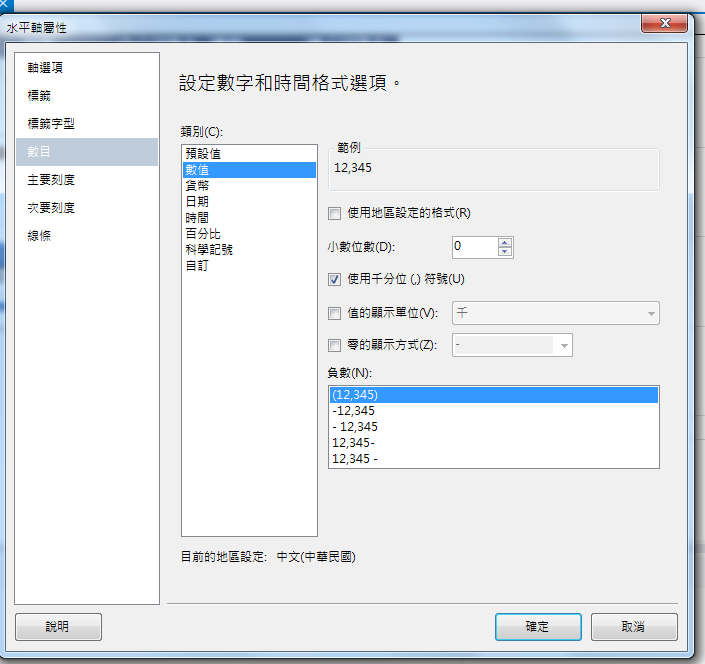 水平軸屬性
軸選項
標籤
標籤字型
數目
主要刻度
次要刻度
線條
設定數字和時間格式選項。
類別(C):
預設值
數值
貨幣
日期
時間
百分比
科學記號
自訂
範例
12,345
使用地區設定的格式(R)
小數位數(D):
0
使用千分位 (,) 符號(U)
值的顯示單位(V):
千
零的顯示方式(Z):
-
負數(N):
(12,345)
-12,345
- 12,345
12,345-
12,345 -
目前的地區設定: 中文(中華民國)
說明
確定
取消